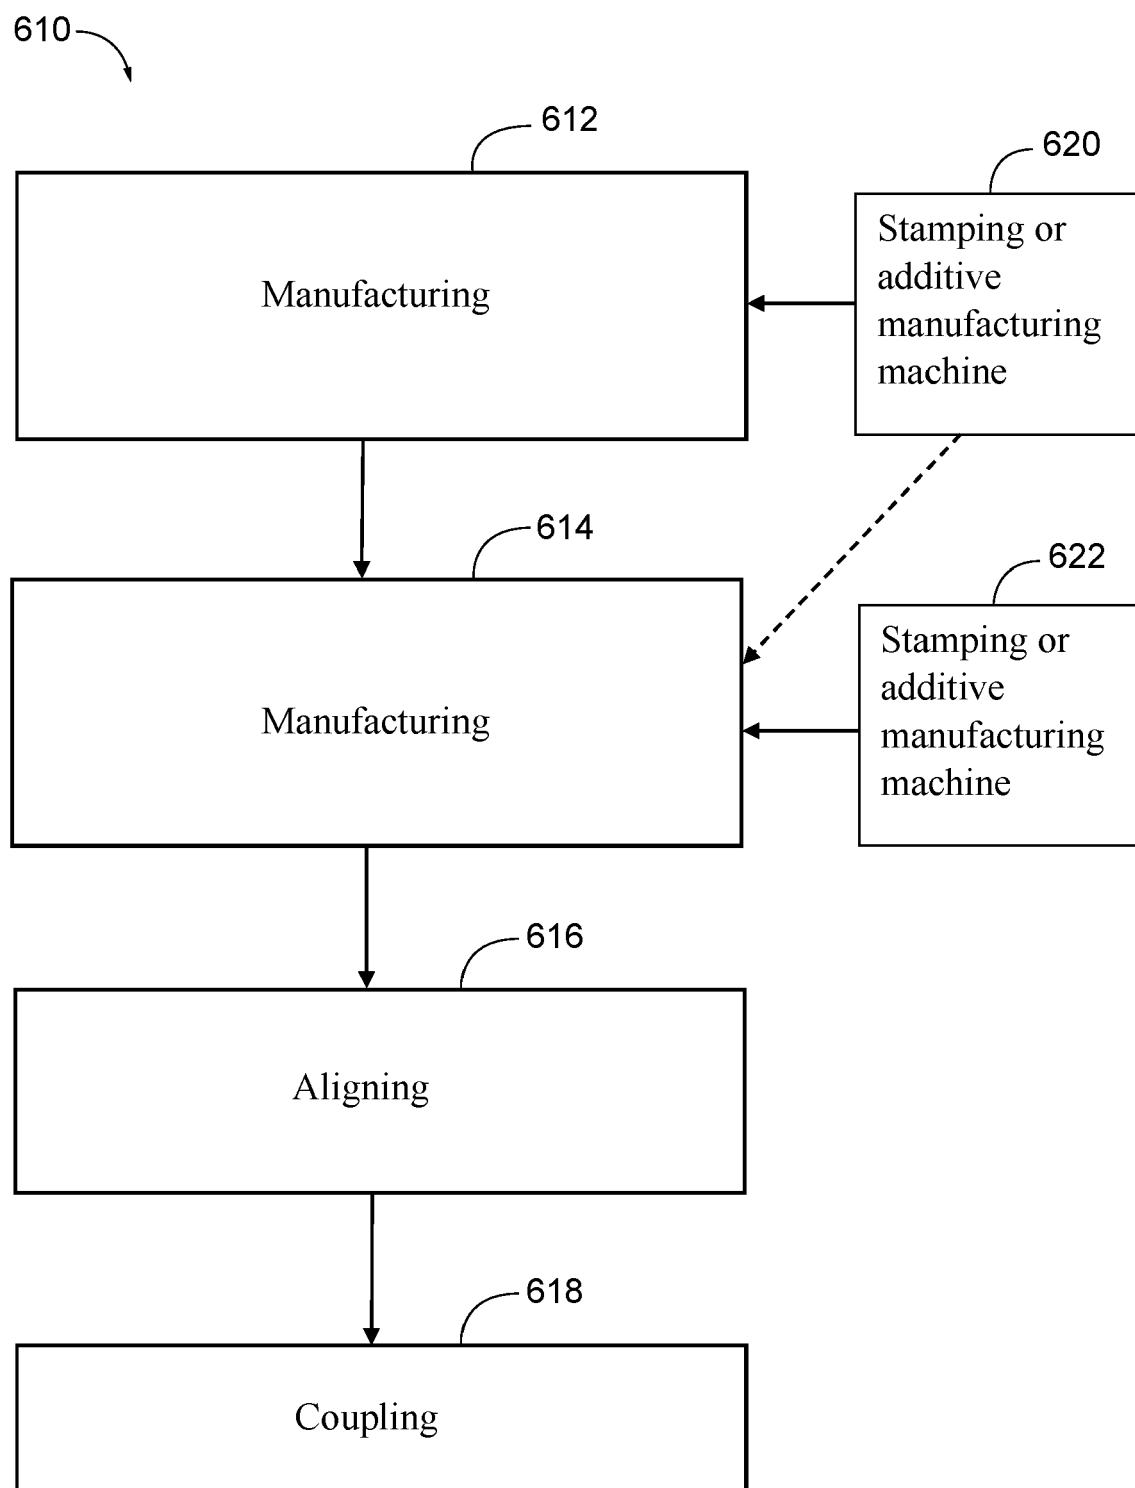 610
612
620
Manufacturing
Stamping or
additive
manufacturing
machine
614
622
Manufacturing
Stamping or
additive
manufacturing
machine
616
Aligning
618
Coupling